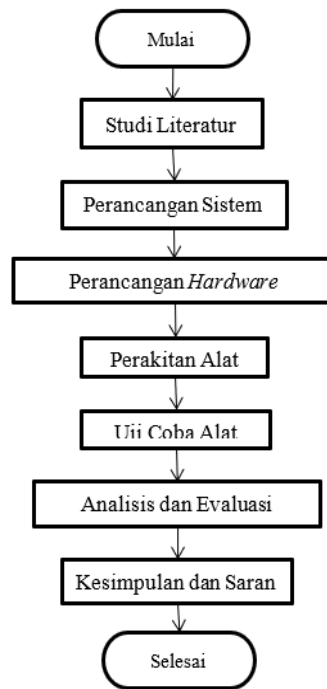 Mulai
Studi Literatur
Perancangan Sistem
Perancangan Hardware
Perakitan Alat
Uji Coba Alat
Analisis dan Evaluasi
Kesimpulan dan Saran
Selesai